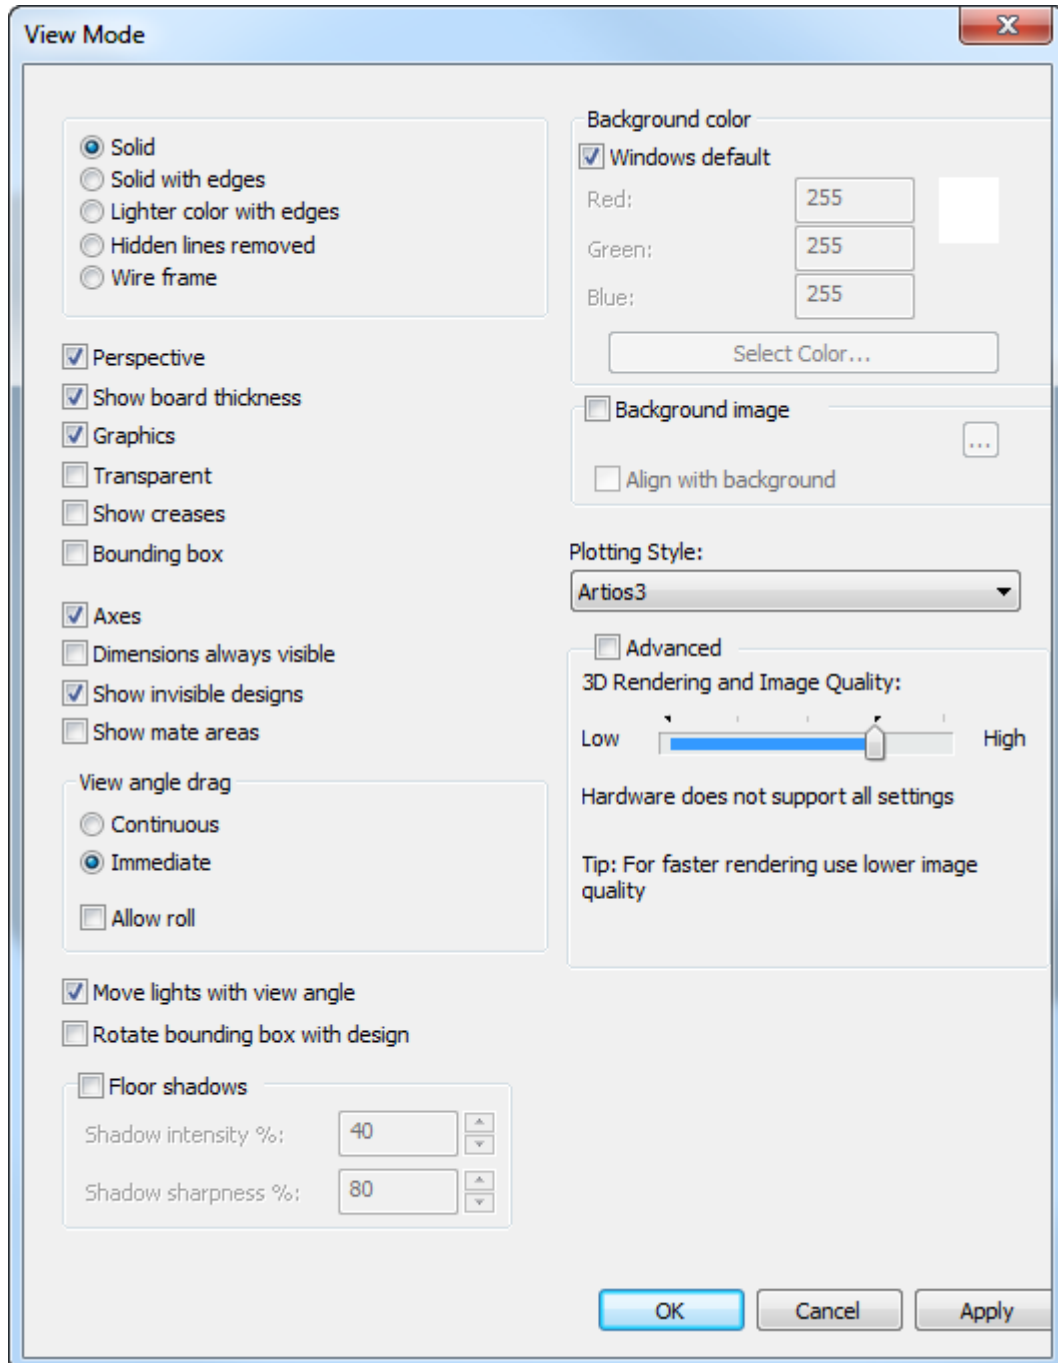 View Mode
Solid
Solid with edges
Lighter color with edges
Hidden lines removed
Wire frame
Perspective
Show board thickness
Graphics
Transparent
Show creases
Bounding box
Axes
Dimensions always visible
Show invisible designs
Show mate areas
View angle drag
Continuous
Immediate
Allow roll
Move lights with view angle
Rotate bounding box with design
Floor shadows
Shadow intensity %: 40
Shadow sharpness %: 80
Background color
Windows default
Red: 255
Green: 255
Blue: 255
Select Color...
Background image
...
Align with background
Plotting Style:
Artios3
Advanced
3D Rendering and Image Quality:
Low High
Hardware does not support all settings
Tip: For faster rendering use lower image
quality
OK Cancel Apply